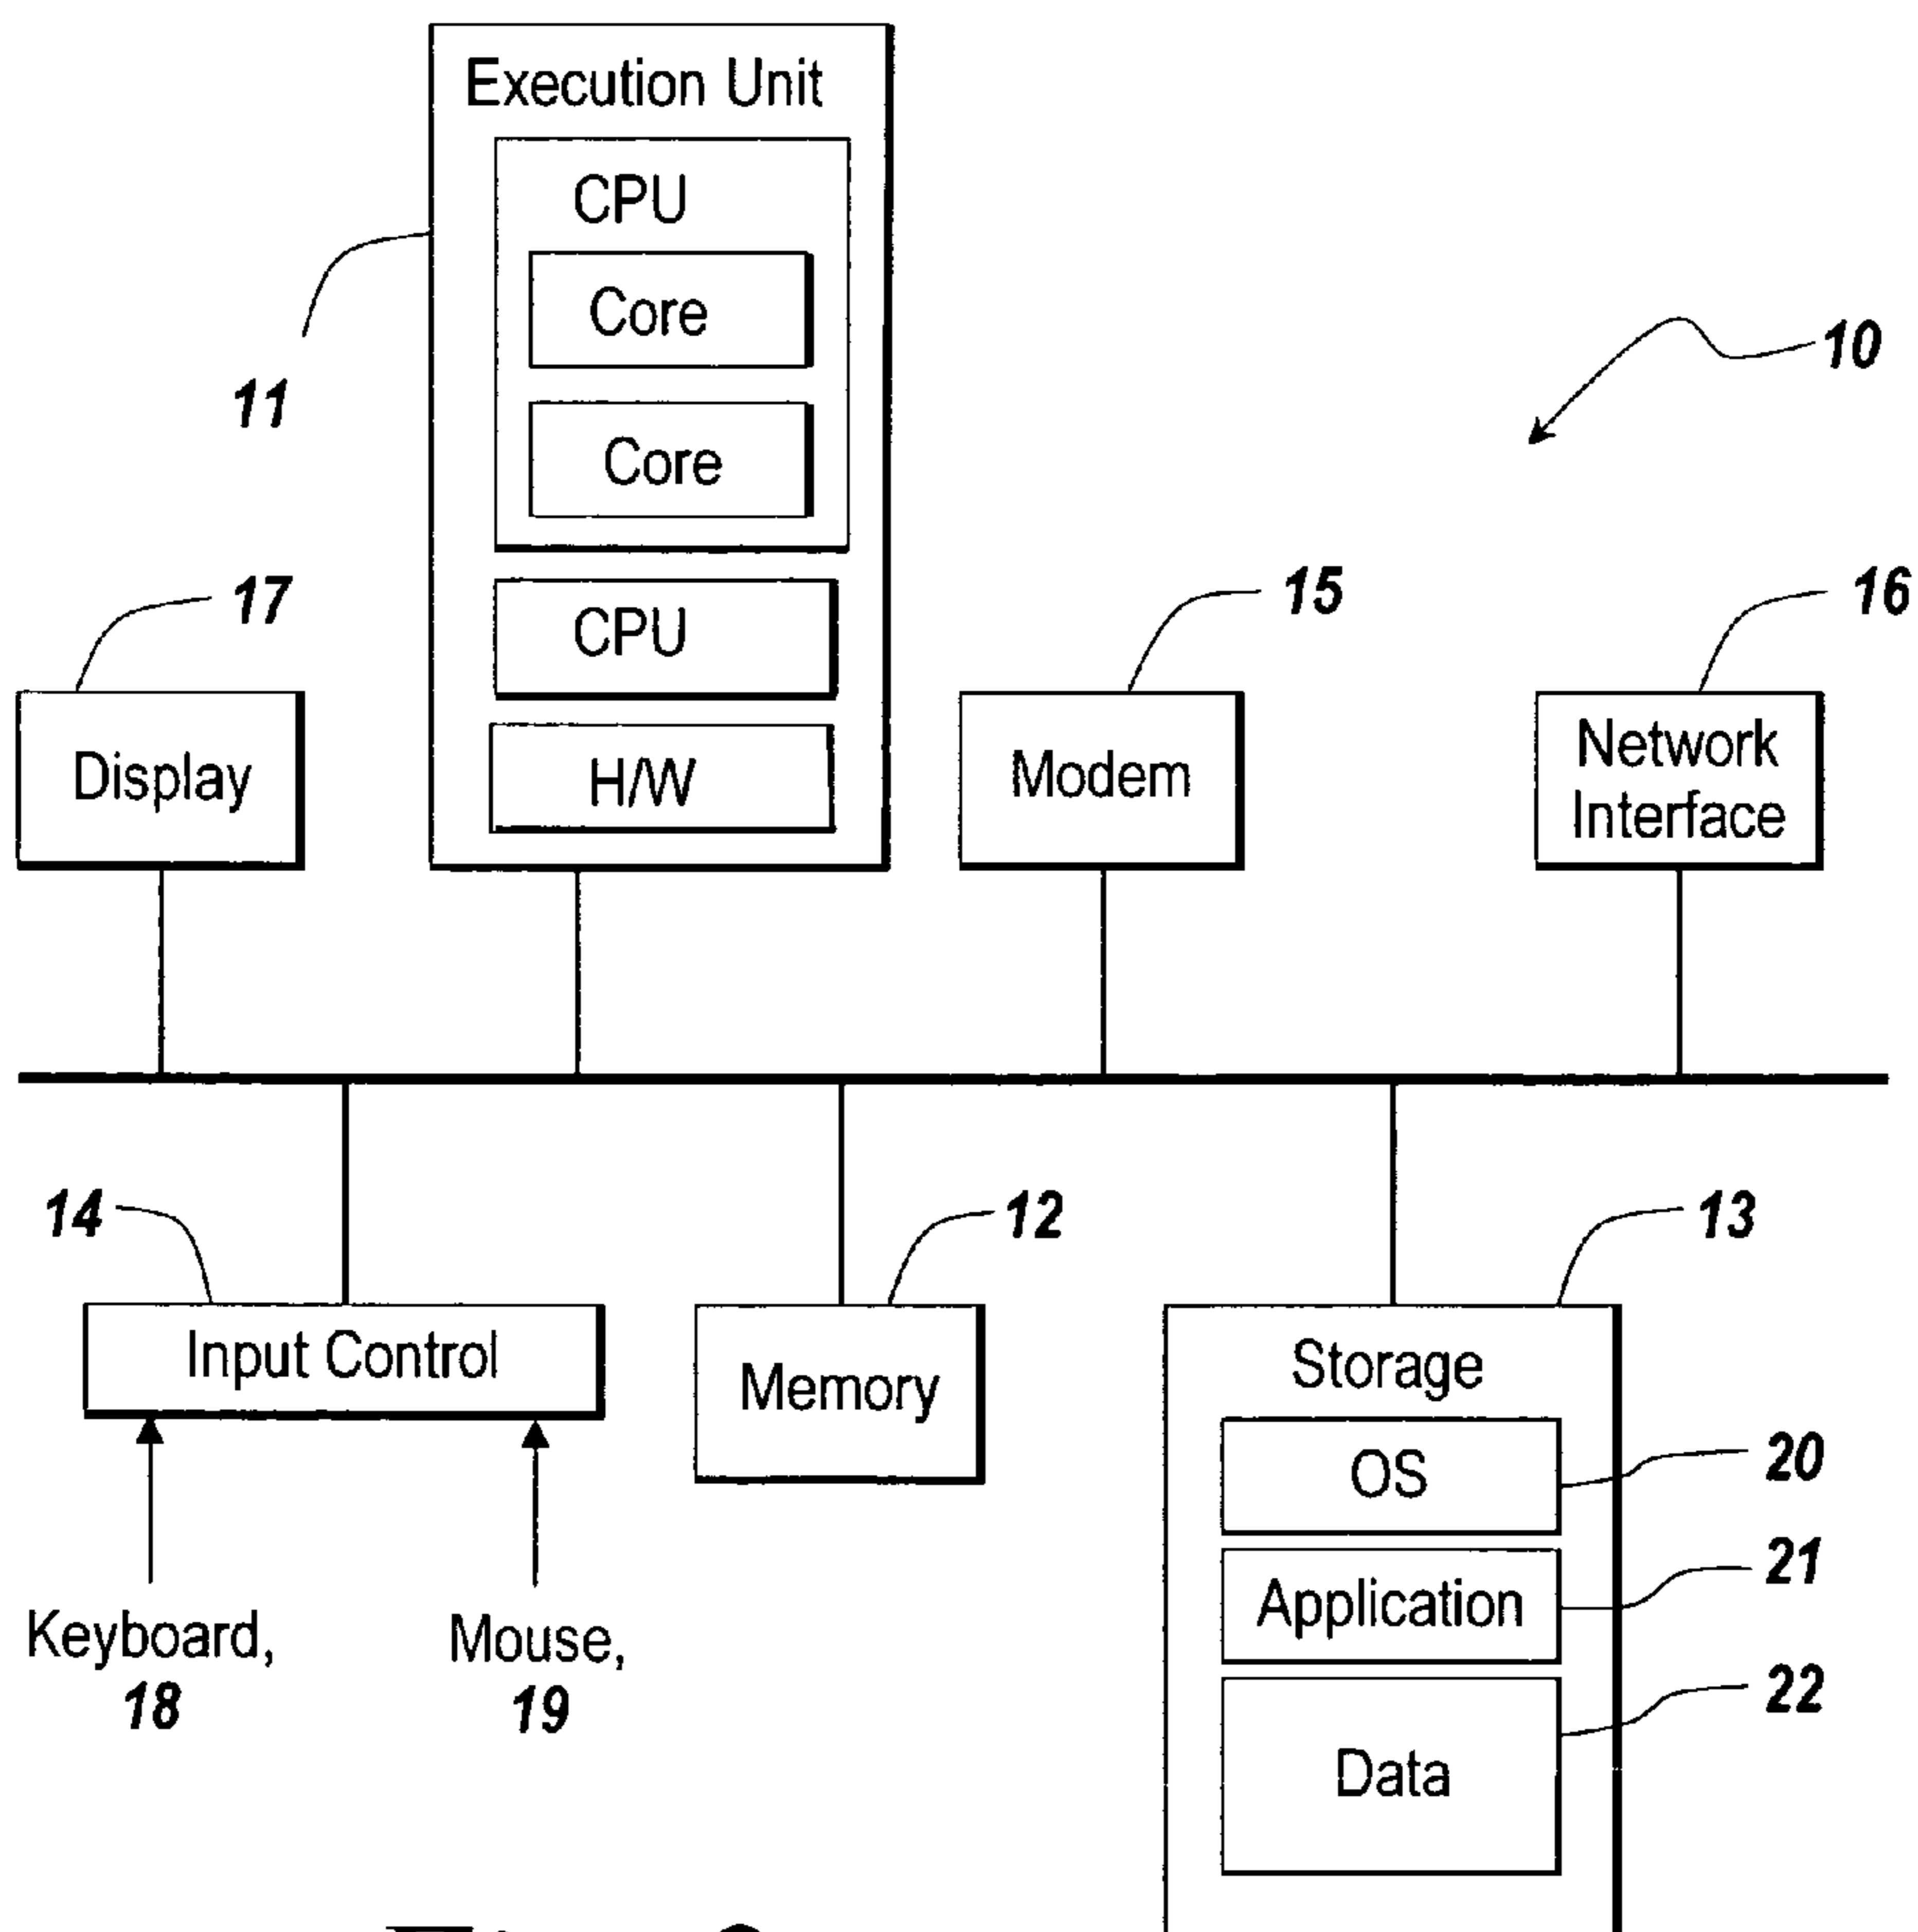 Execution Unit
CPU
Core
Core
CPU
H/W
11
10
17
15
16
Display
Modem
Network
Interface
14
12
13
Input Control
Memory
Storage
OS
20
Application
21
Data
22
Keyboard,
18
Mouse,
19